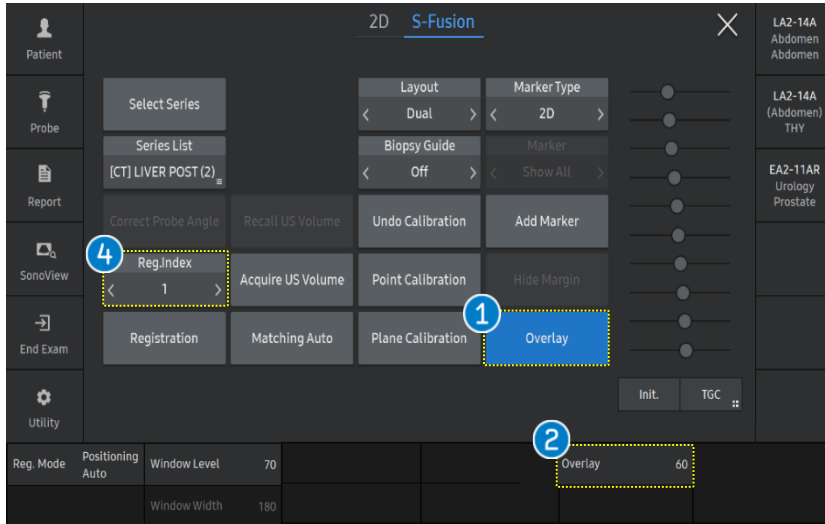 2D S-Fusion
Patient
Probe
Report
SonoView
End Exam
Utility
Select Series
Layout
Dual
Marker Type
2D
Series List
[CT] LIVER POST (2)
Biopsy Guide
Off
Marker
Show All
Correct Probe Angle
Recall US Volume
Undo Calibration
Add Marker
4
Reg.Index
1
Acquire US Volume
Point Calibration
Hide Margin
1
Registration
Matching Auto
Plane Calibration
Overlay
Init.
TGC
LA2-14A
Abdomen
Abdomen
LA2-14A
(Abdomen)
THY
EA2-11AR
Urology
Prostate
2
Reg. Mode
Positioning
Auto
Window Level 70
Overlay 60
Window Width 180